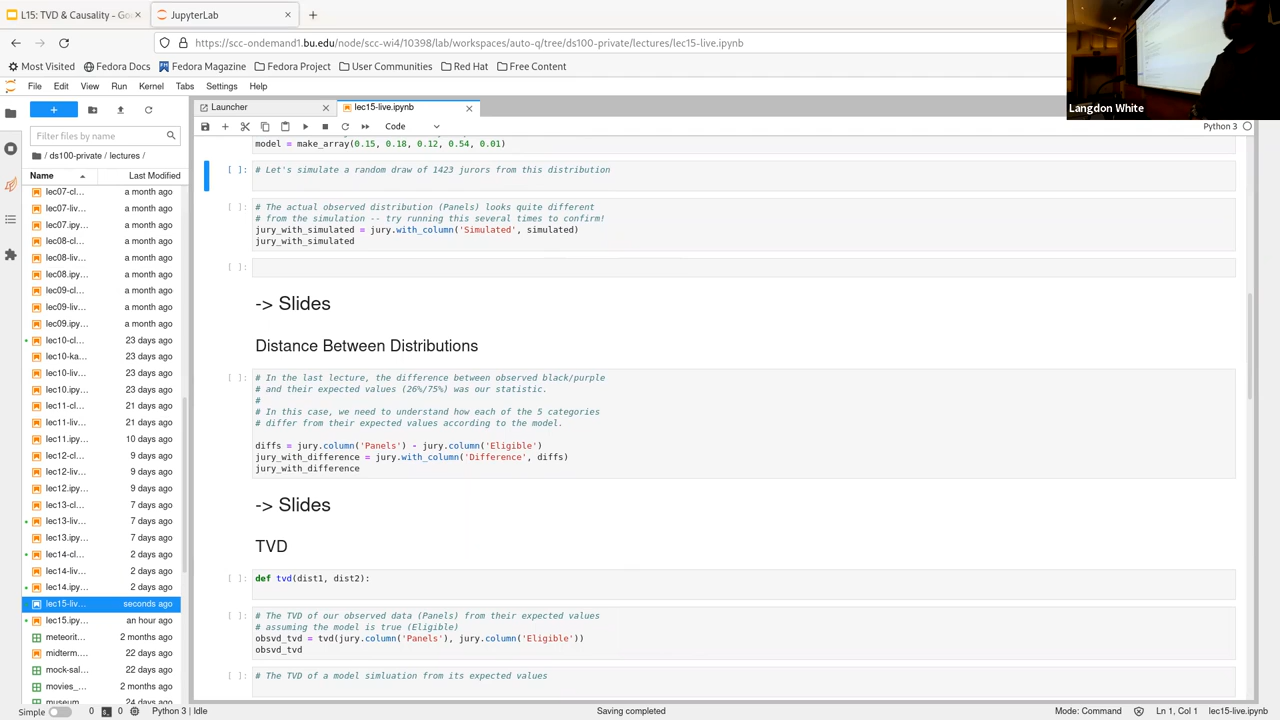 L15: TVD & Causality - Go
JupyterLab
https://scc-ondemand1.bu.edu/node/scc-wi4/10398/lab/workspaces/auto-q/tree/ds100-private/lectures/lec15-live.ipynb
Most Visited Fedora Docs Fedora Magazine Fedora Project User Communities Red Hat Free Content
Langdon White
File Edit View Run Kernel Tabs Settings Help
Launcher
lec15-live.ipynb
Code
Python 3
Filter files by name
/ ds100-private / lectures /
Name Last Modified
lec07-cl... a month ago
lec07-liv... a month ago
lec07.ipy... a month ago
lec08-cl... a month ago
lec08-liv... a month ago
lec08.ipy... a month ago
lec09-cl... a month ago
lec09-liv... a month ago
lec09.ipy... a month ago
lec10-cl... 23 days ago
lec10-ka... 23 days ago
lec10-liv... 23 days ago
lec10.ipy... 23 days ago
lec11-cl... 21 days ago
lec11-liv... 21 days ago
lec11.ipy... 10 days ago
lec12-cl... 9 days ago
lec12-liv... 9 days ago
lec12.ipy... 9 days ago
lec13-cl... 7 days ago
lec13-liv... 7 days ago
lec13.ipy... 7 days ago
lec14-cl... 2 days ago
lec14-liv... 2 days ago
lec14.ipy... 2 days ago
lec15-liv... seconds ago
lec15.ipy... an hour ago
meteorit... 2 months ago
midterm.... 22 days ago
mock-sal... 22 days ago
movies_... 2 months ago
museum 24 days ago
model = make_array(0.15, 0.18, 0.12, 0.54, 0.01)
[ ]: # Let's simulate a random draw of 1423 jurors from this distribution
[ ]: # The actual observed distribution (Panels) looks quite different
# from the simulation -- try running this several times to confirm!
jury_with_simulated = jury.with_column('Simulated', simulated)
jury_with_simulated
[ ]:
-> Slides
Distance Between Distributions
[ ]: # In the last lecture, the difference between observed black/purple
# and their expected values (26%/75%) was our statistic.
#
# In this case, we need to understand how each of the 5 categories
# differ from their expected values according to the model.
diffs = jury.column('Panels') - jury.column('Eligible')
jury_with_difference = jury.with_column('Difference', diffs)
jury_with_difference
-> Slides
TVD
[ ]: def tvd(dist1, dist2):
[ ]: # The TVD of our observed data (Panels) from their expected values
# assuming the model is true (Eligible)
obsvd_tvd = tvd(jury.column('Panels'), jury.column('Eligible'))
obsvd_tvd
[ ]: # The TVD of a model simluation from its expected values
Simple 0 0 Python 3 | Idle Saving completed Mode: Command Ln 1, Col 1 lec15-live.ipynb